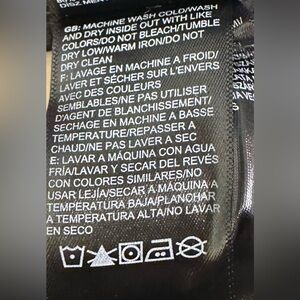 GB: MACHINE WASH COLD/WASH
AND DRY INSIDE OUT WITH LIKE
COLORS/DO NOT BLEACH/TUMBLE
DRY LOW/WARM IRON/DO NOT
DRY CLEAN
F: LAVAGE EN MACHINE A FROID/
LAVER ET SÉCHER SUR L'ENVERS
AVEC DES COULEURS
SEMBLABLES/NE PAS UTILISER
D'AGENT DE BLANCHISSEMENT/
SECHAGE EN MACHINE A BASSE
TEMPERATURE/REPASSER A
CHAUD/NE PAS LAVER A SEC
E: LAVAR A MÁQUINA CON AGUA
FRÍA/LAVAR Y SECAR DEL REVÉS
CON COLORES SIMILARES/NO
USAR LEJÍA/SECAR A MÁQUINA A
TEMPERATURA BAJA/PLANCHAR
A TEMPERATURA ALTA/NO LAVAR
EN SECO